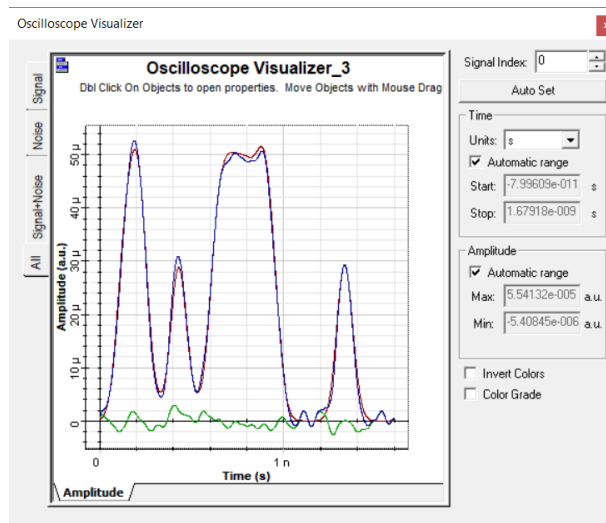 Oscilloscope Visualizer
Oscilloscope Visualizer_3
Dbl Click On Objects to open properties. Move Objects with Mouse Drag
Signal
Noise
Signal+Noise
All
Amplitude (a.u.)
50 µ
40 µ
30 µ
20 µ
10 µ
0
0
1 n
Time (s)
Amplitude
Signal Index: 0
Auto Set
Time
Units: s
Automatic range
Start: -7.99609e-011 s
Stop: 1.67918e-009 s
Amplitude
Automatic range
Max: 5.54132e-005 a.u.
Min: -5.40845e-006 a.u.
Invert Colors
Color Grade